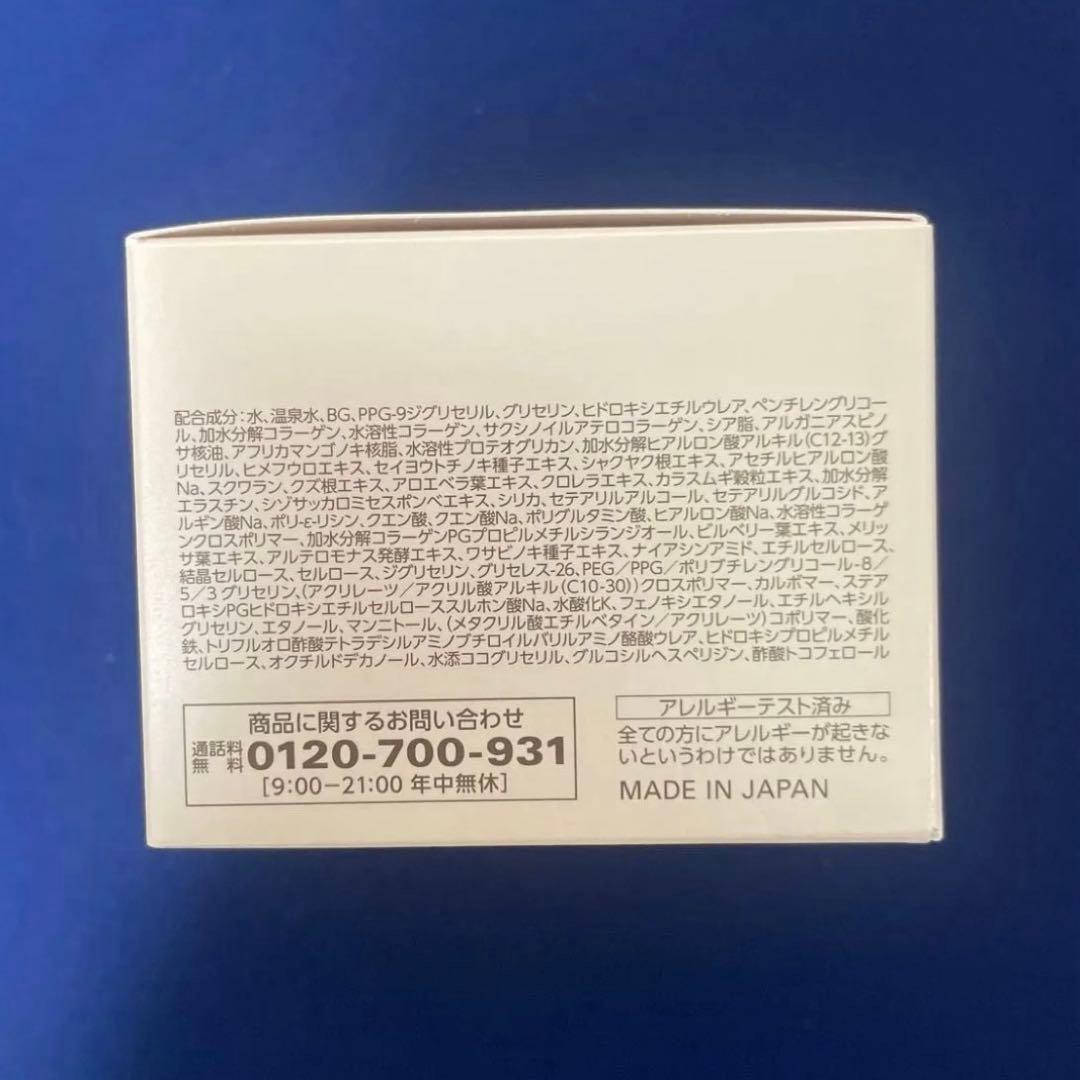 配合成分：水、温泉水、BG、PPG-9ジグリセリル、グリセリン、ヒドロキシエチルウレア、ペンチレングリコー
ル、加水分解コラーゲン、水溶性コラーゲン、サクシノイルアテロコラーゲン、シア脂、アルガニアスピノ
サ核油、アフリカマンゴノキ核脂、水溶性プロテオグリカン、加水分解ヒアルロン酸アルキル（C12-13）グ
リセリル、ヒメフウロエキス、セイヨウトチノキ種子エキス、シャクヤク根エキス、アセチルヒアルロン酸
Na、スクワラン、クズ根エキス、アロエベラ葉エキス、クロレラエキス、カラスムギ穀粒エキス、加水分解
エラスチン、シゾサッカロミセスポンベエキス、シリカ、セテアリルアルコール、セテアリルグルコシド、ア
ルギン酸Na、ポリ-ε-リシン、クエン酸、クエン酸Na、ポリグルタミン酸、ヒアルロン酸Na、水溶性コラーゲ
ンクロスポリマー、加水分解コラーゲンPGプロピルメチルシランジオール、ビルベリー葉エキス、メリッ
サ葉エキス、アルテロモナス発酵エキス、ワサビノキ種子エキス、ナイアシンアミド、エチルセルロース、
結晶セルロース、セルロース、ジグリセリン、グリセレス-26、PEG／PPG／ポリブチレングリコール-8／
5／3 グリセリン、（アクリレーツ／アクリル酸アルキル（C10-30））クロスポリマー、カルボマー、ステア
ロキシPGヒドロキシエチルセルローススルホン酸Na、水酸化K、フェノキシエタノール、エチルヘキシル
グリセリン、エタノール、マンニトール、（メタクリル酸エチルベタイン／アクリレーツ）コポリマー、酸化
鉄、トリフルオロ酢酸テトラデシルアミノブチロイルバリルアミノ酪酸ウレア、ヒドロキシプロピルメチル
セルロース、オクチルドデカノール、水添ココグリセリル、グルコシルヘスペリジン、酢酸トコフェロール
商品に関するお問い合わせ
通話料無料 0120-700-931
［9:00－21:00 年中無休］
アレルギーテスト済み
全ての方にアレルギーが起きな
いというわけではありません。
MADE IN JAPAN